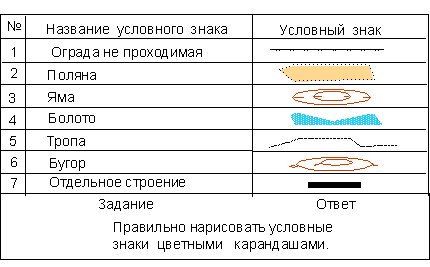 № Название условного знака Условный знак
1 Ограда не проходимая
2 Поляна
3 Яма
4 Болото
5 Тропа
6 Бугор
7 Отдельное строение
Задание Ответ
Правильно нарисовать условные
знаки цветными карандашами.